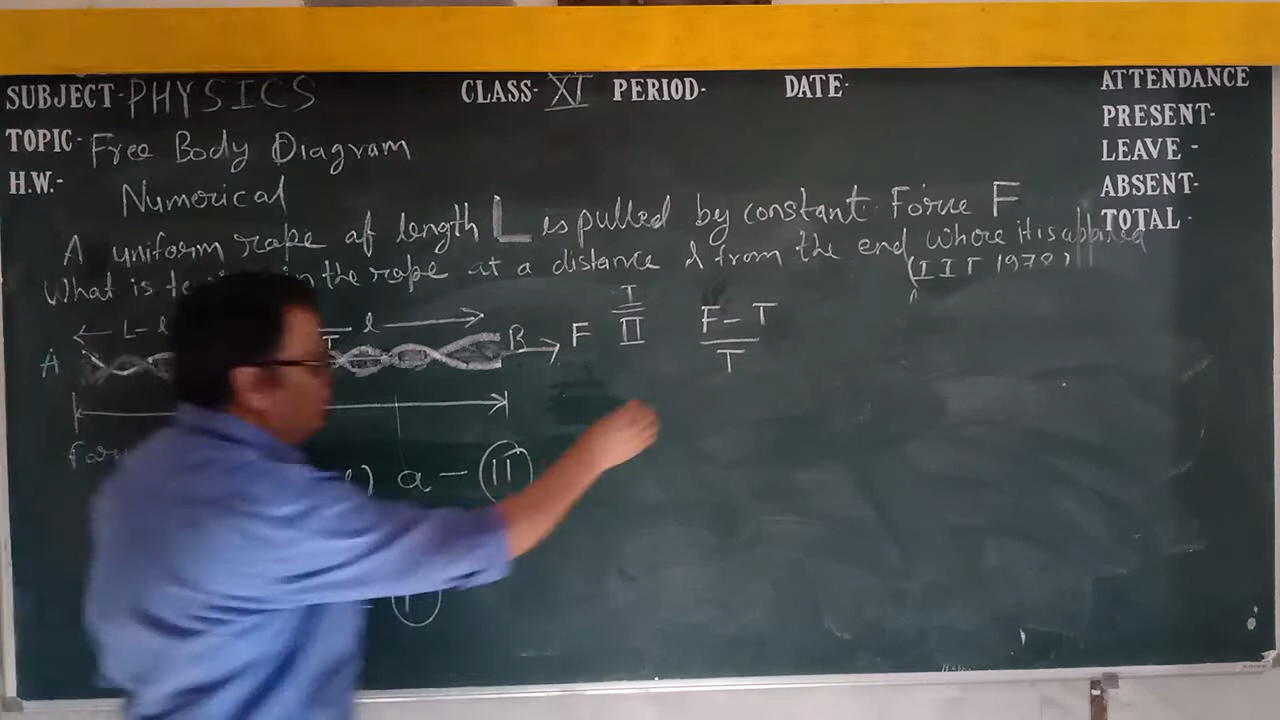 SUBJECT- PHYSICS CLASS- XI PERIOD- DATE- ATTENDANCE
TOPIC- Free Body Diagram PRESENT-
H.W.- LEAVE -
Numerical ABSENT-
A uniform rope of length L is pulled by constant Force F TOTAL -
What is in the rope at a distance l from the end where it is applied
(IIT 1978)
L-l l
A T B F
I
II
F-T
T
a - II